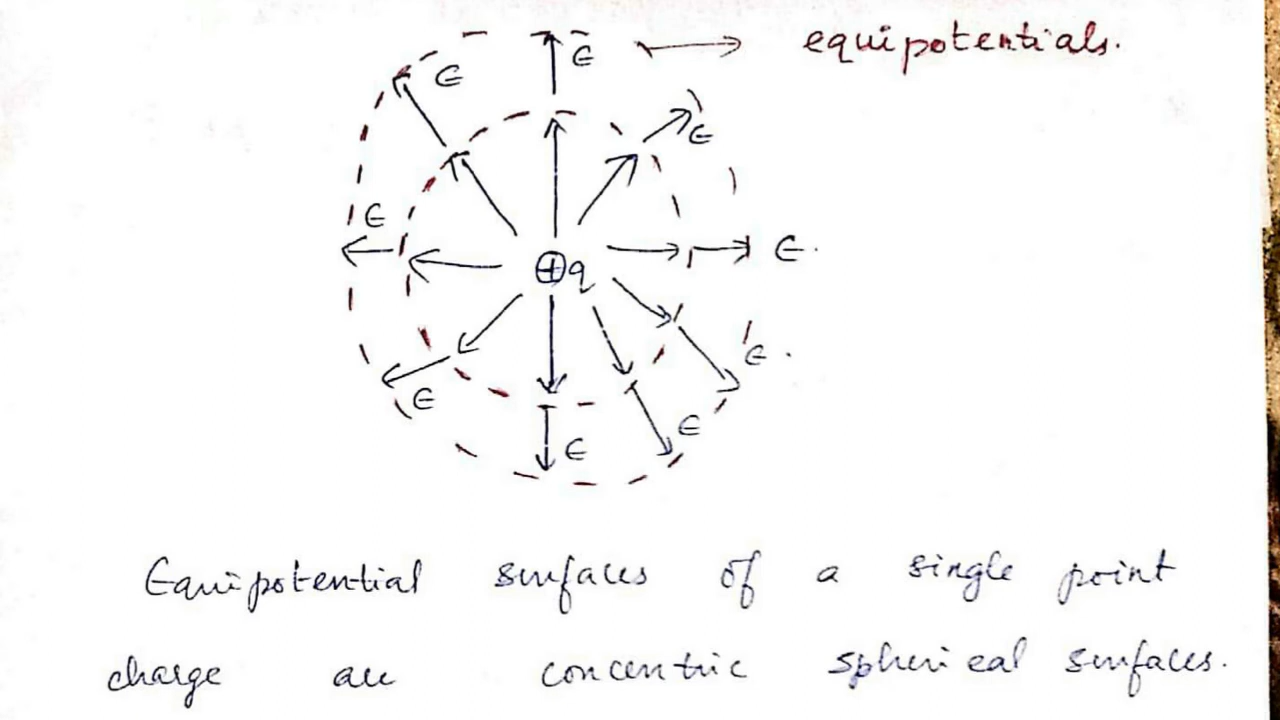 E
equipotentials.
E
E
E
E.
q
E.
E
E
E
Equipotential surfaces of a single point
charge are concentric spherical surfaces.